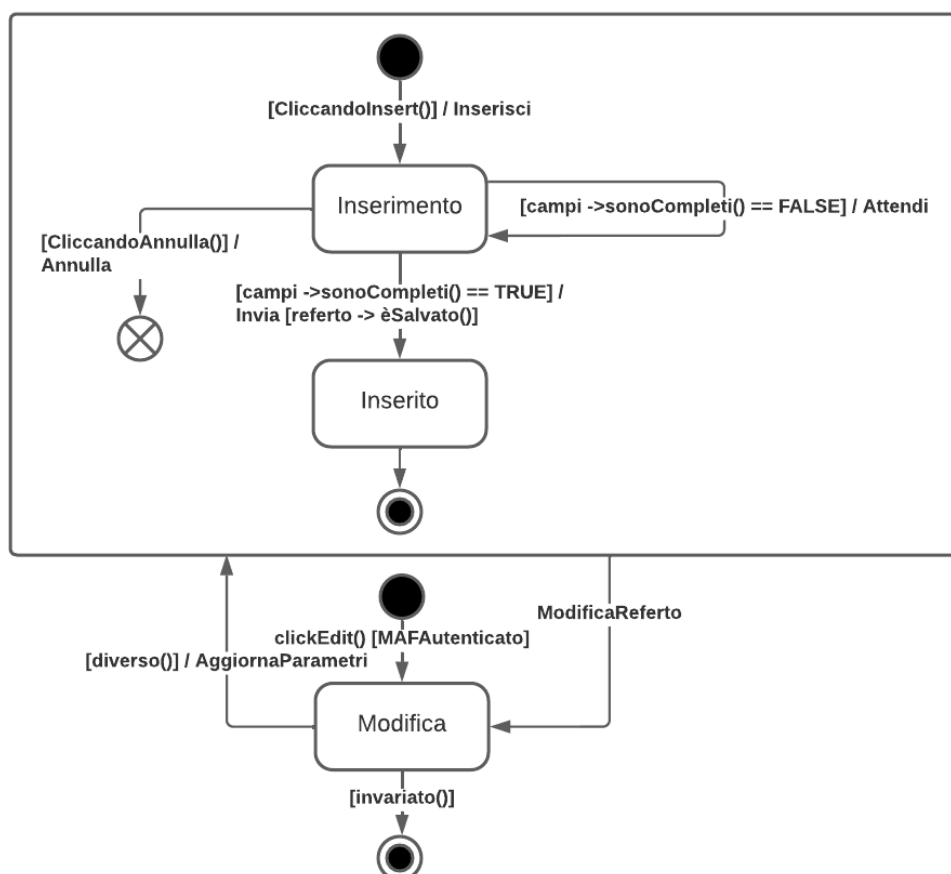 [CliccandoInsert()] / Inserisci
Inserimento
[campi ->sonoCompleti() == FALSE] / Attendi
[CliccandoAnnulla()] /
Annulla
[campi ->sonoCompleti() == TRUE] /
Invia [referto -> èSalvato()]
Inserito
ModificaReferto
clickEdit() [MAFAutenticato]
[diverso()] / AggiornaParametri
Modifica
[invariato()]